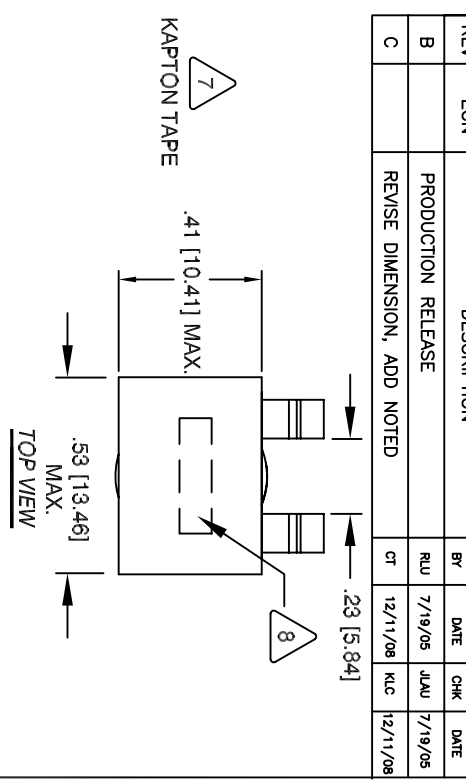 REV ECN DESCRIPTION BY DATE CHK DATE
B PRODUCTION RELEASE RLU 7/19/05 JLAU 7/19/05
C REVISE DIMENSION, ADD NOTED CT 12/11/08 KLC 12/11/08
.23 [5.84]
8
.41 [10.41] MAX.
.53 [13.46]
MAX.
TOP VIEW
7
KAPTON TAPE